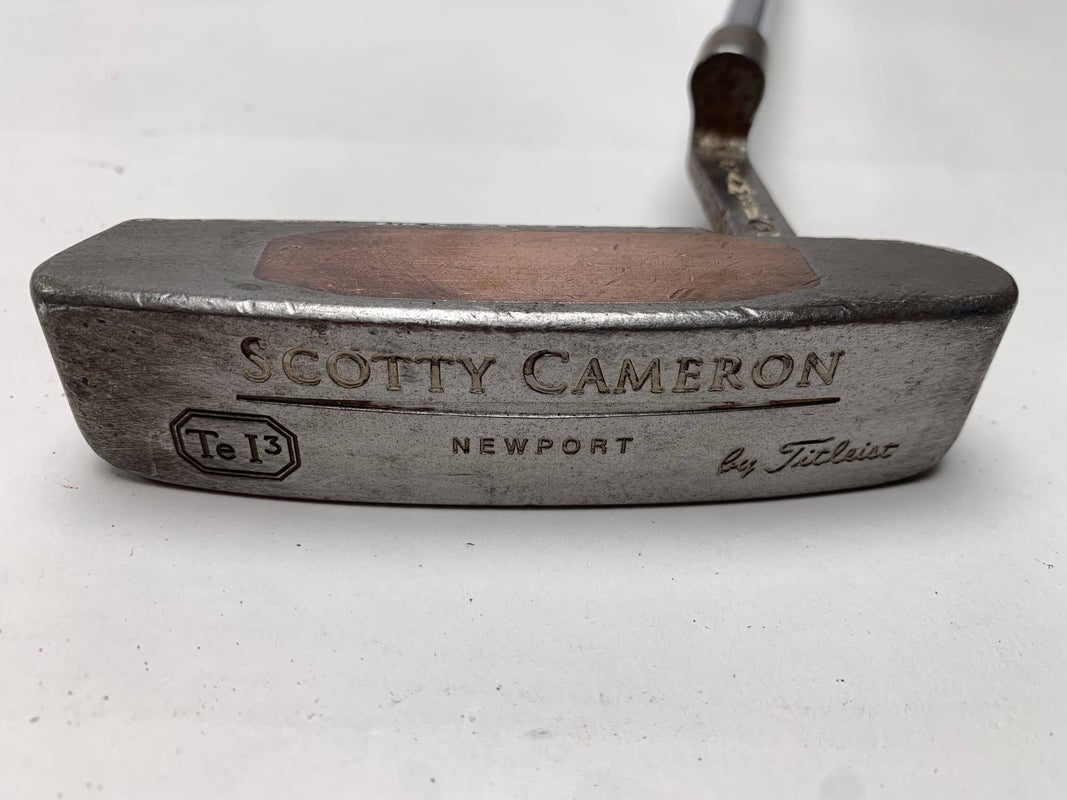 SCOTTY CAMERON
Te I³
NEWPORT
by Titleist